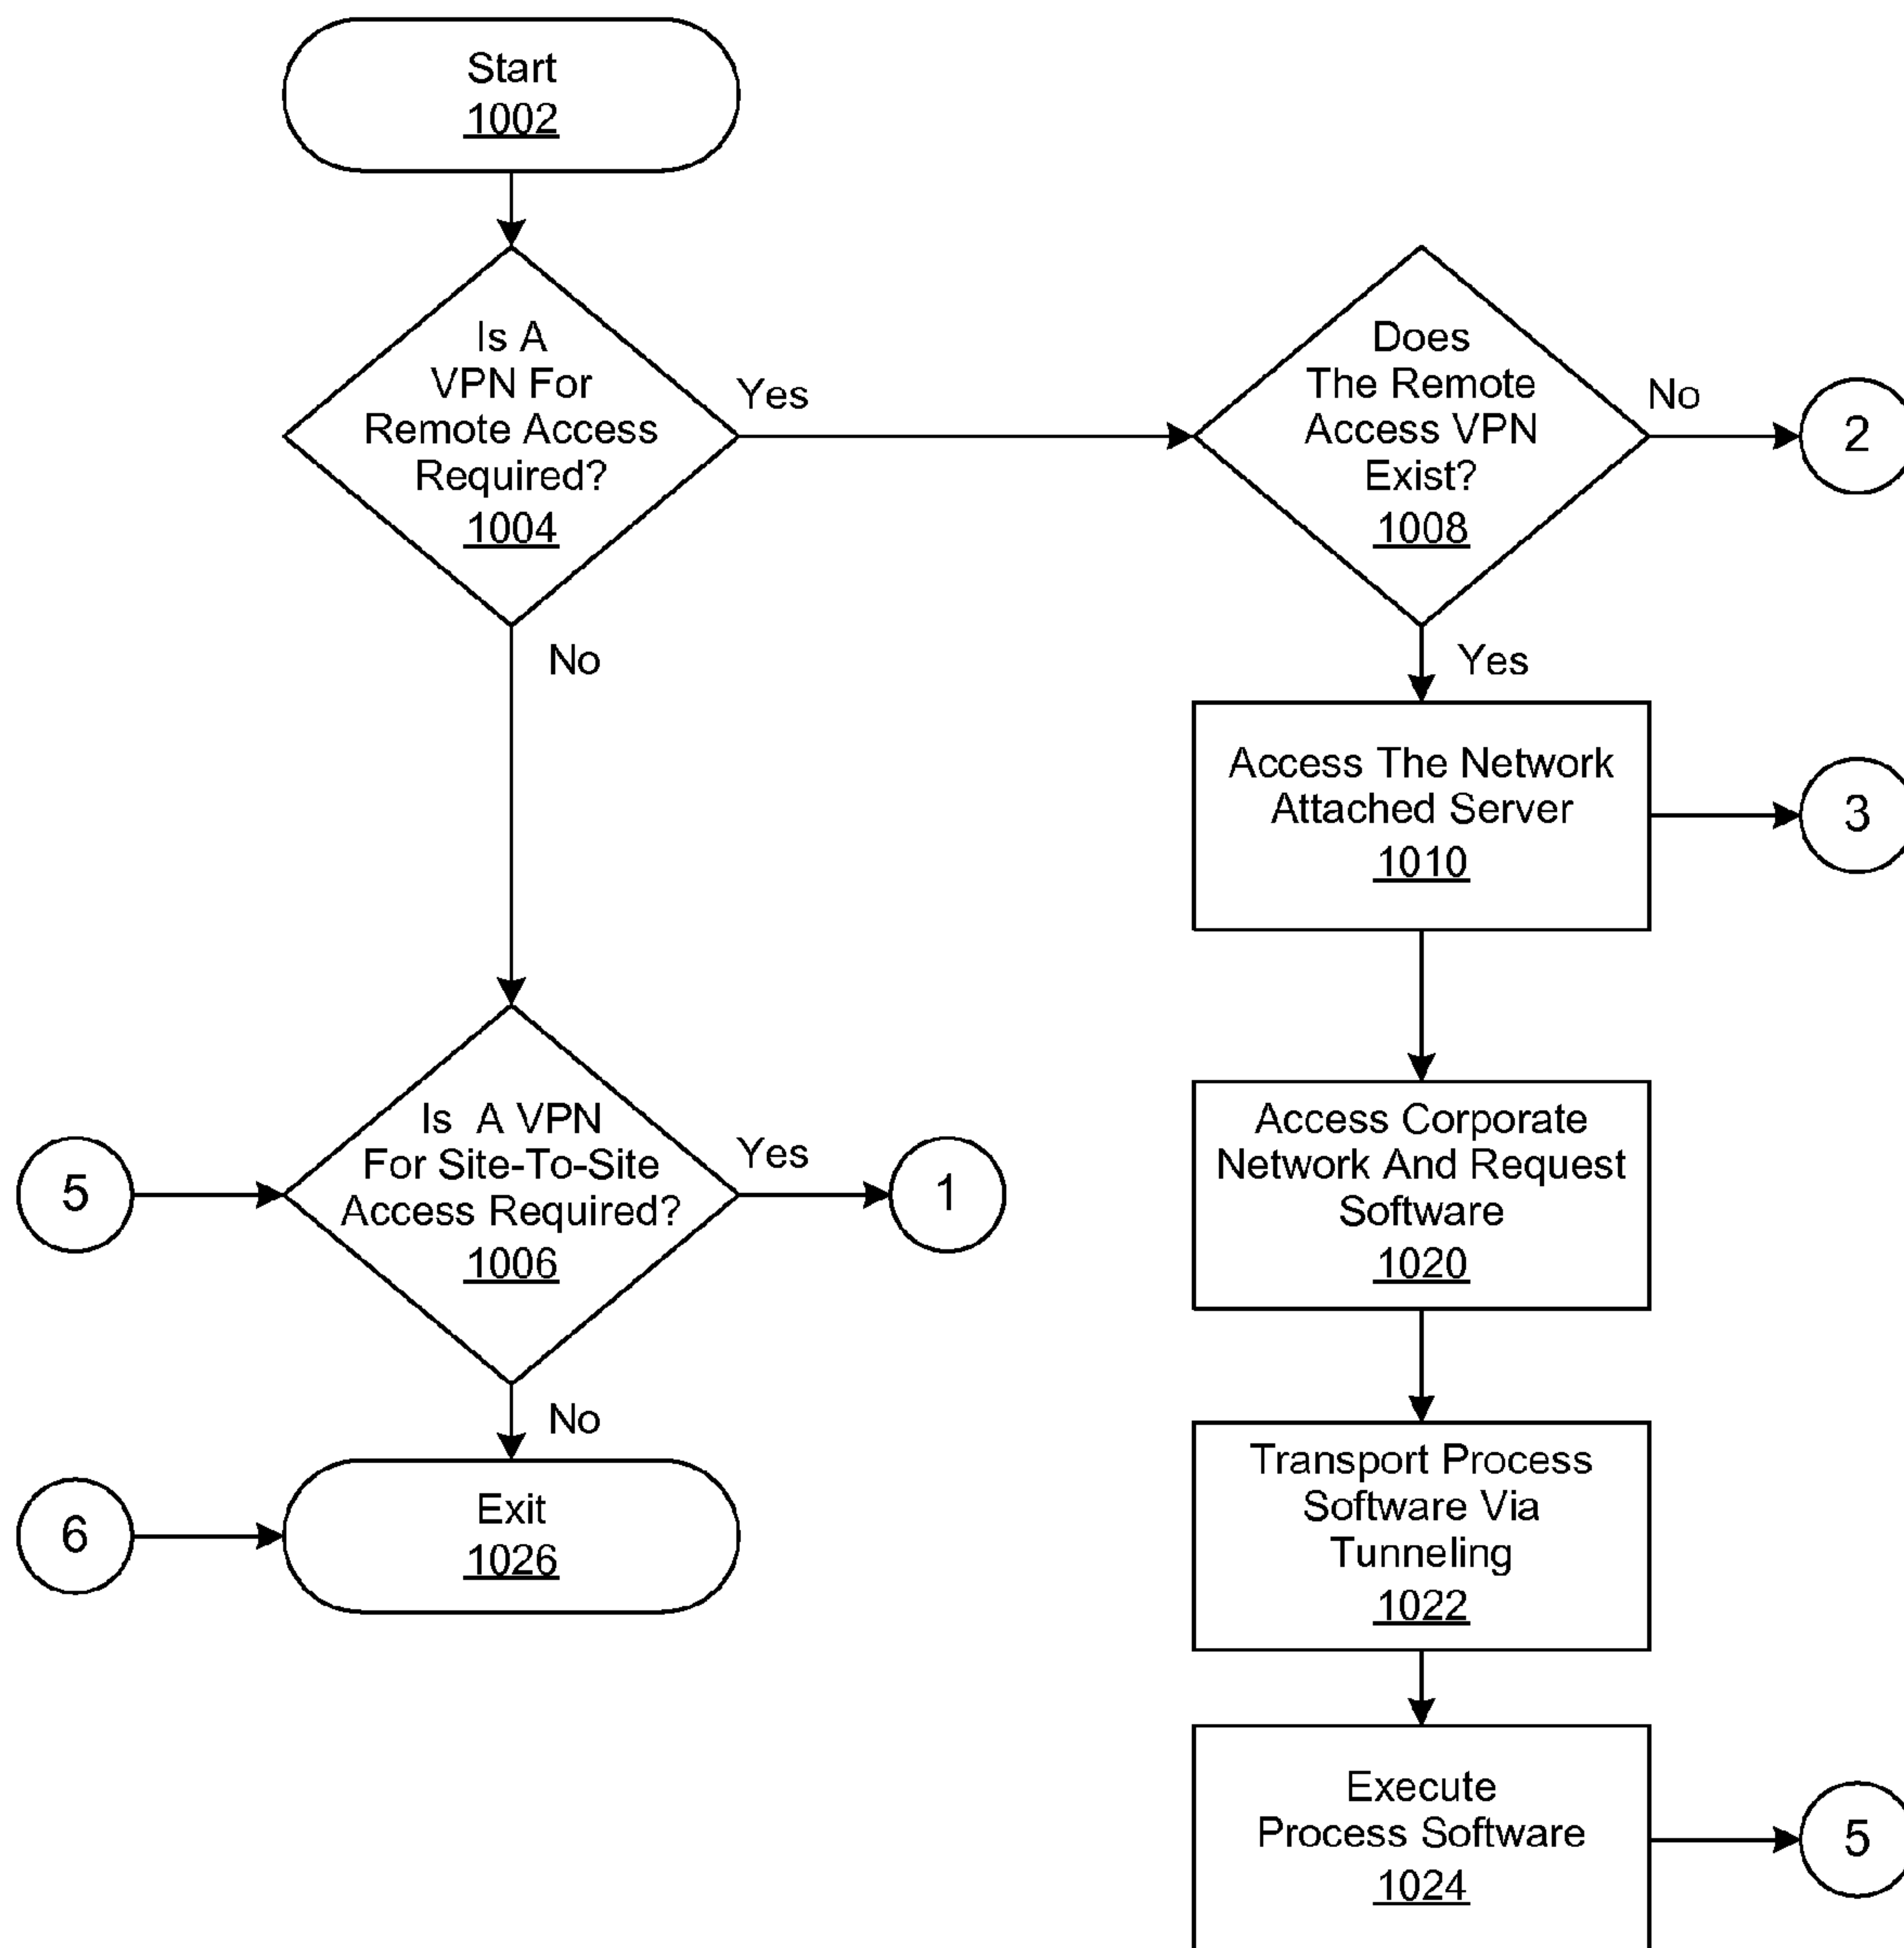 Start
1002
Is A
VPN For
Remote Access
Required?
1004
Yes
No
Does
The Remote
Access VPN
Exist?
1008
No
2
Yes
Access The Network
Attached Server
1010
3
Access Corporate
Network And Request
Software
1020
Transport Process
Software Via
Tunneling
1022
Execute
Process Software
1024
5
5
Is A VPN
For Site-To-Site
Access Required?
1006
Yes
1
No
6
Exit
1026